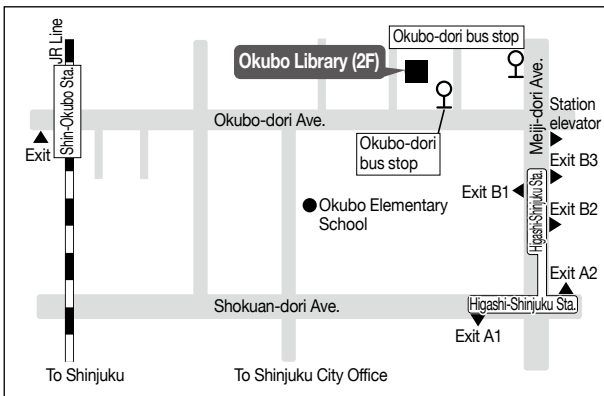 JR Line
Shin-Okubo Sta.
Exit
Okubo Library (2F)
Okubo-dori bus stop
Meiji-dori Ave.
Station
elevator
Okubo-dori Ave.
Okubo-dori
bus stop
Exit B3
Exit B1
Higashi-Shinjuku Sta.
Exit B2
Okubo Elementary
School
Exit A2
Shokuan-dori Ave.
Higashi-Shinjuku Sta.
Exit A1
To Shinjuku
To Shinjuku City Office